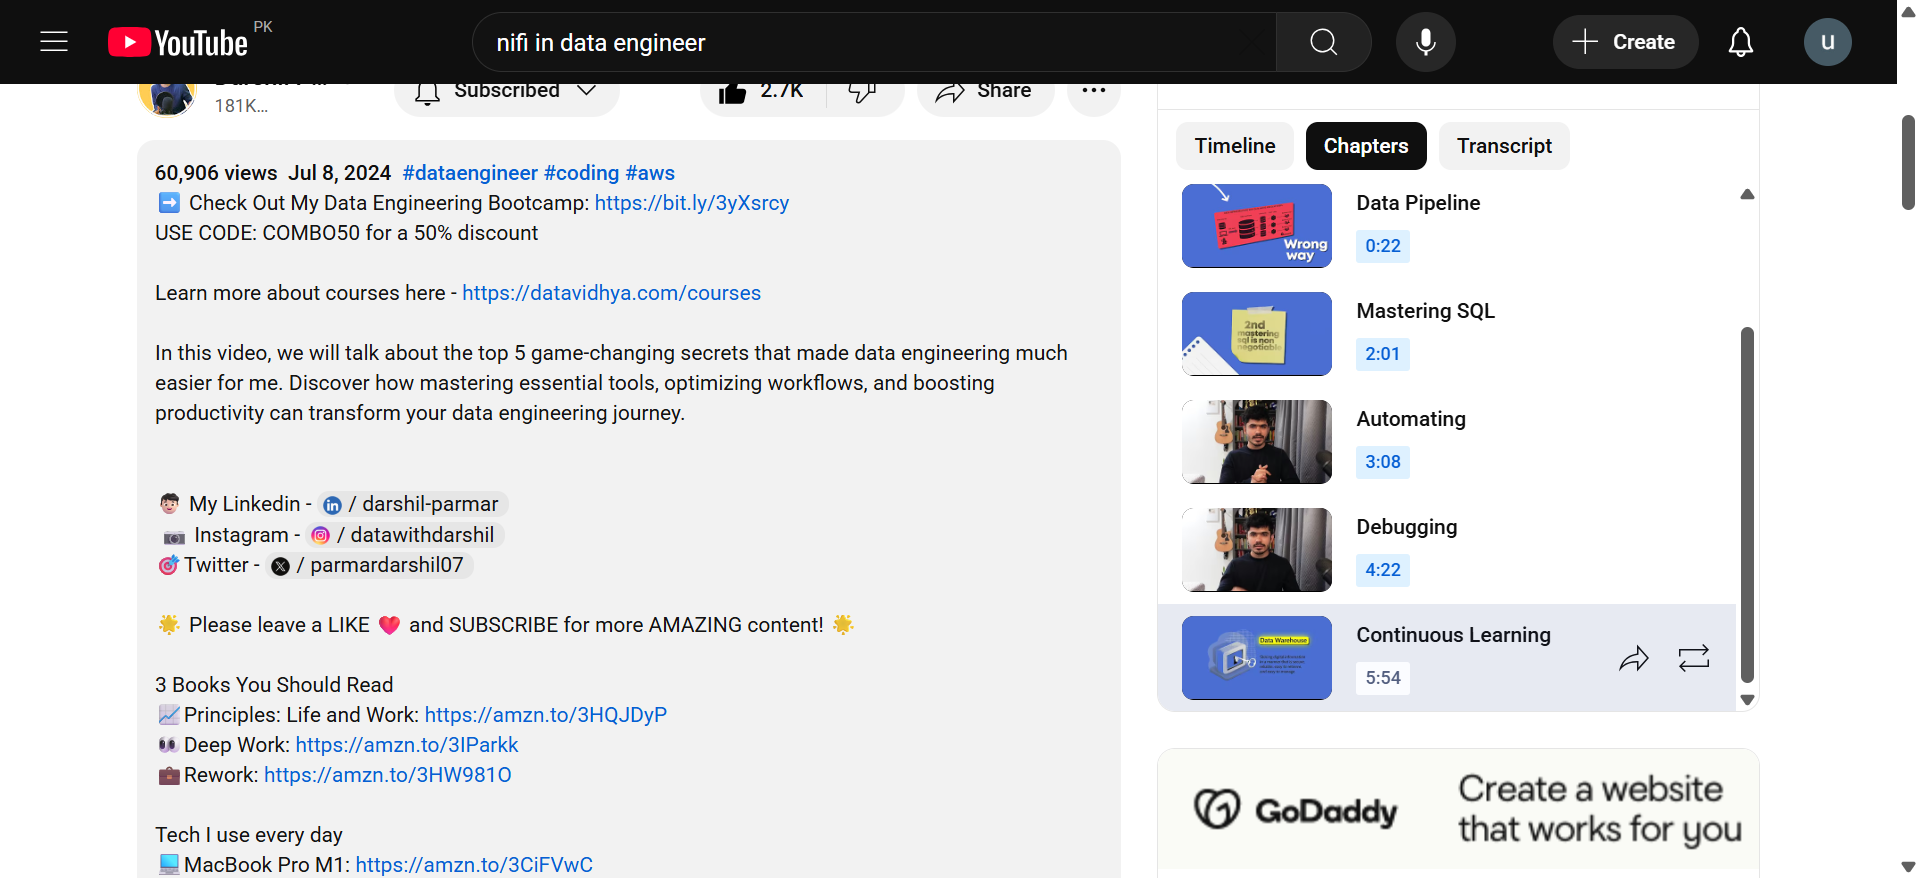 YouTube PK
nifi in data engineer
Create
u
181K...
Subscribed
2.7K
Share
60,906 views Jul 8, 2024 #dataengineer #coding #aws
Check Out My Data Engineering Bootcamp: https://bit.ly/3yXsrcy
USE CODE: COMBO50 for a 50% discount
Learn more about courses here - https://datavidhya.com/courses
In this video, we will talk about the top 5 game-changing secrets that made data engineering much
easier for me. Discover how mastering essential tools, optimizing workflows, and boosting
productivity can transform your data engineering journey.
My Linkedin - in / darshil-parmar
Instagram - / datawithdarshil
Twitter - X / parmardarshil07
Please leave a LIKE and SUBSCRIBE for more AMAZING content!
3 Books You Should Read
Principles: Life and Work: https://amzn.to/3HQJDyP
Deep Work: https://amzn.to/3IParkk
Rework: https://amzn.to/3HW981O
Tech I use every day
MacBook Pro M1: https://amzn.to/3CiFVwC
Timeline
Chapters
Transcript
Wrong
way
Data Pipeline
0:22
2nd
mastering
sql is non
negotiable
Mastering SQL
2:01
Automating
3:08
Debugging
4:22
Data Warehouse
Continuous Learning
5:54
GoDaddy
Create a website
that works for you